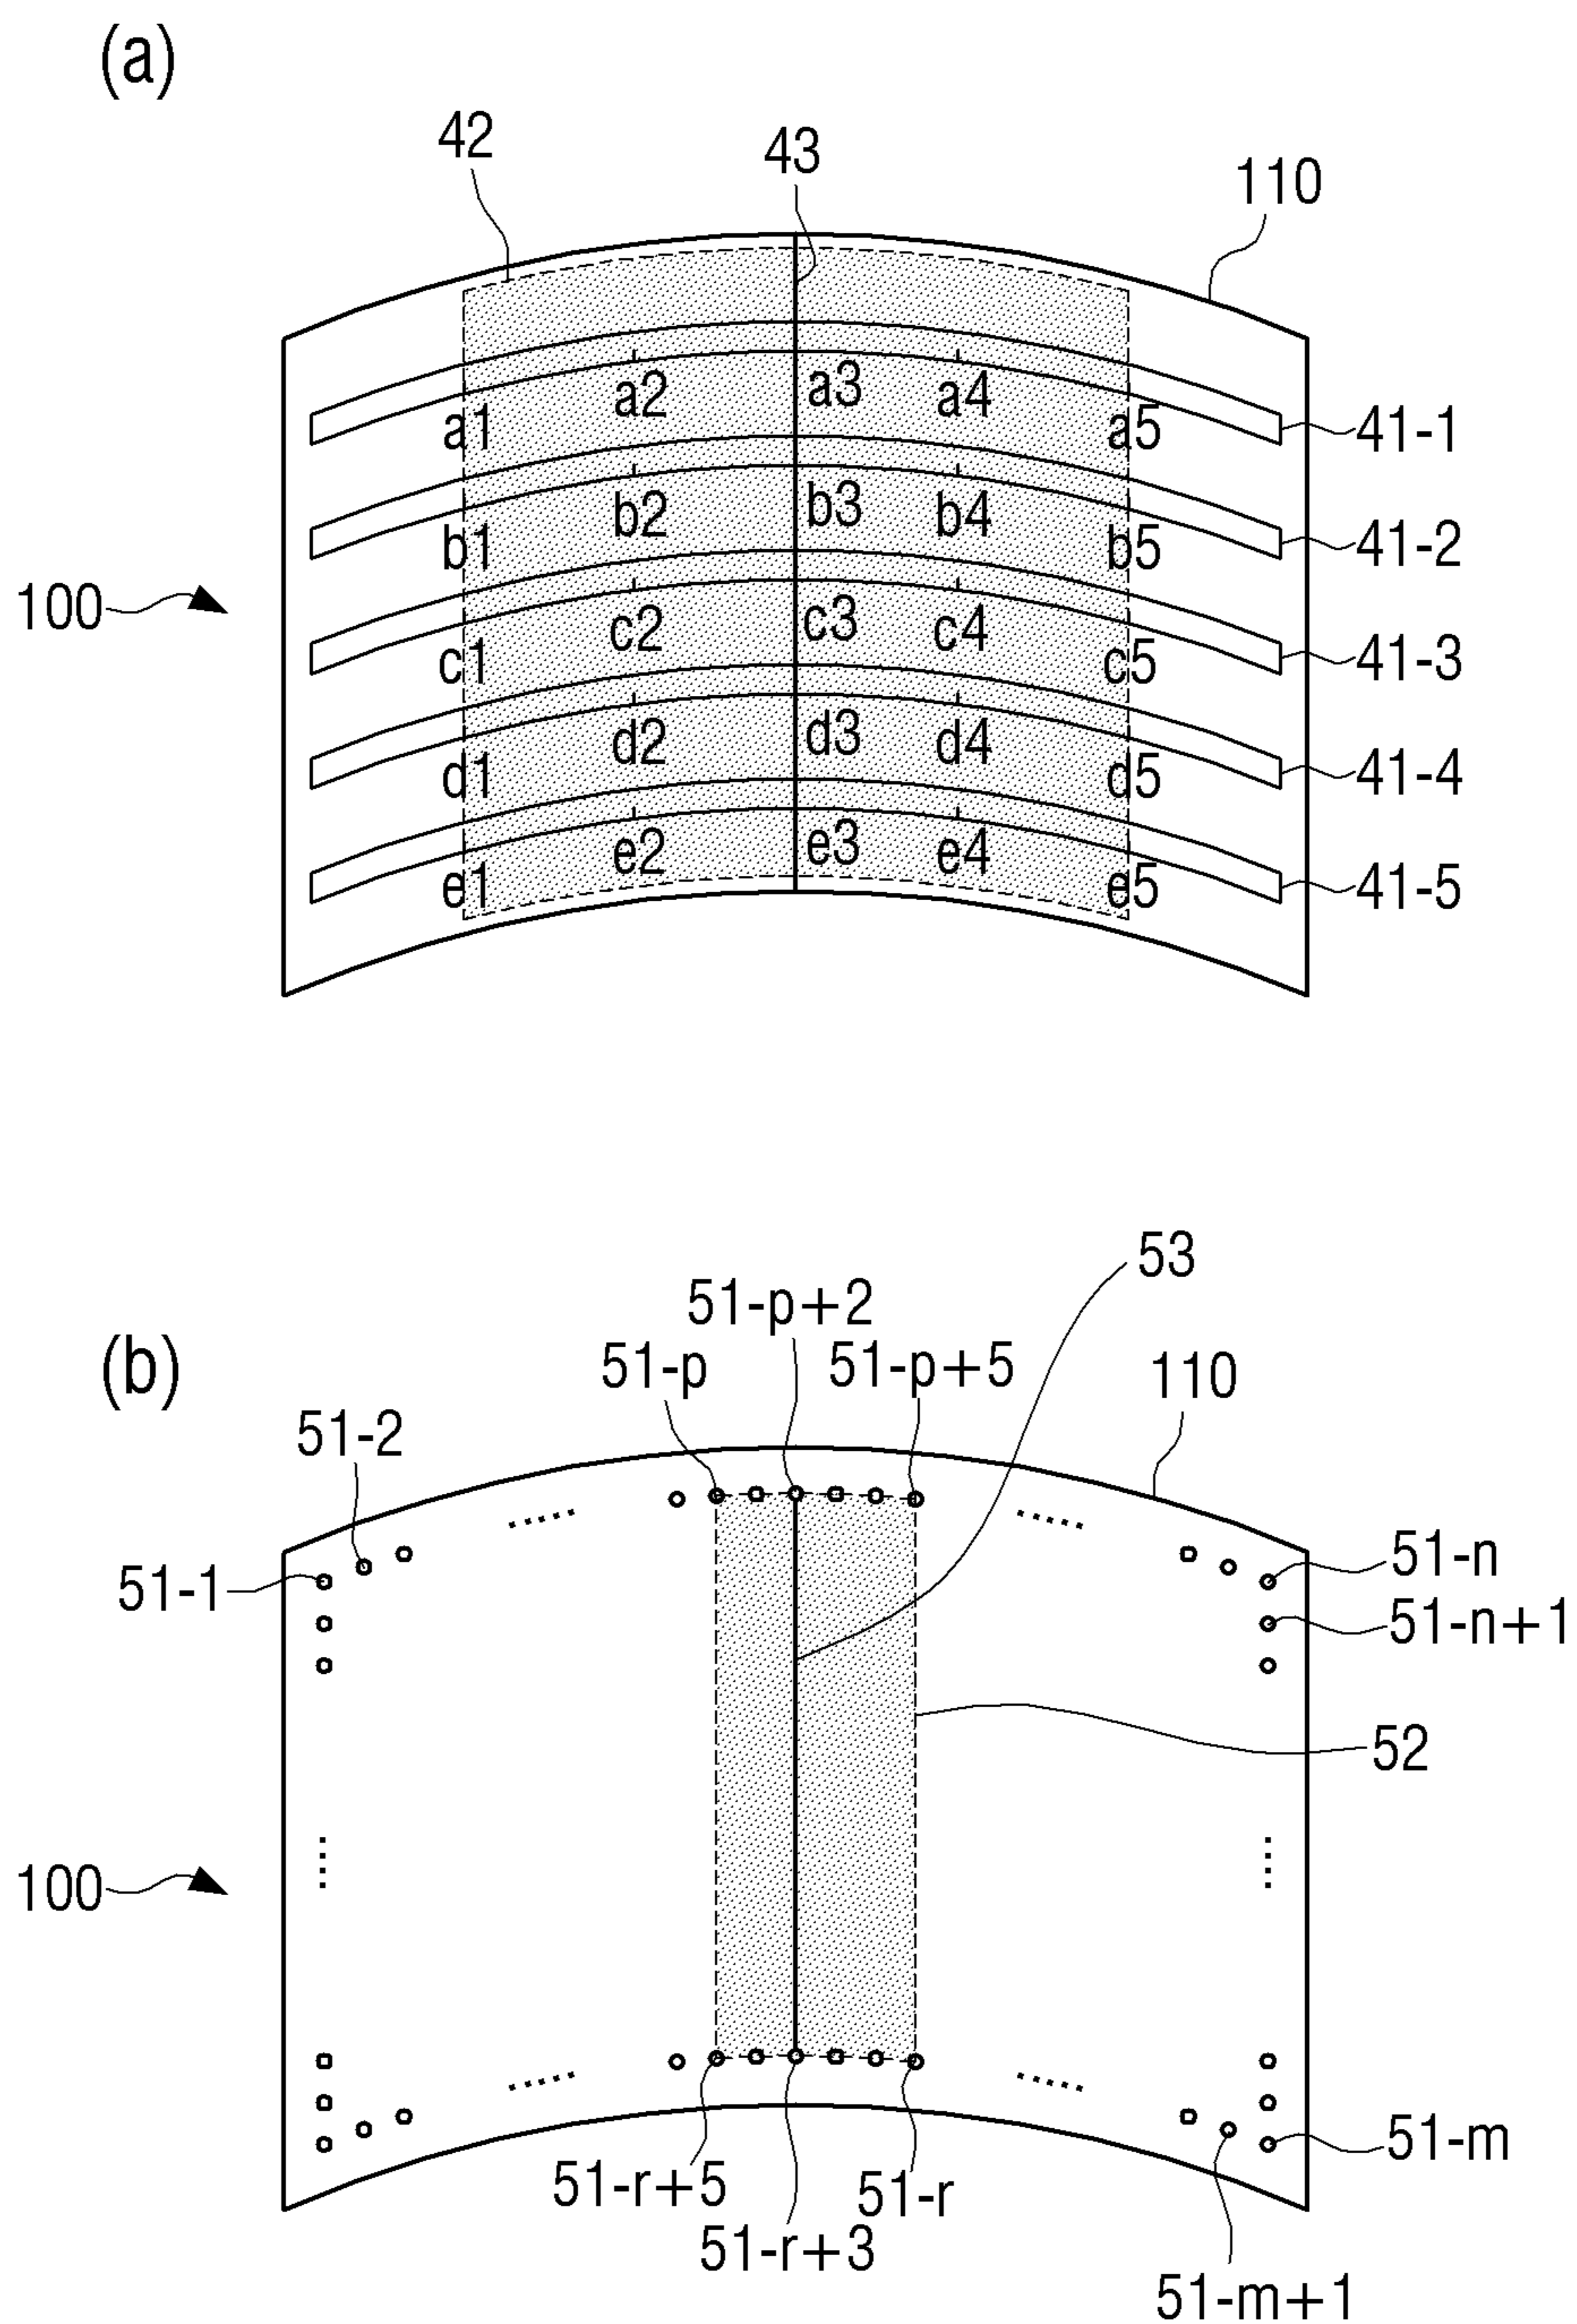 (a)
42
43
110
a1 a2 a3 a4 a5
41-1
b1 b2 b3 b4 b5
41-2
100
c1 c2 c3 c4 c5
41-3
d1 d2 d3 d4 d5
41-4
e1 e2 e3 e4 e5
41-5
(b)
53
51-p+2
51-p
51-p+5
110
51-2
51-1
51-n
51-n+1
52
100
51-m
51-r+5
51-r
51-r+3
51-m+1